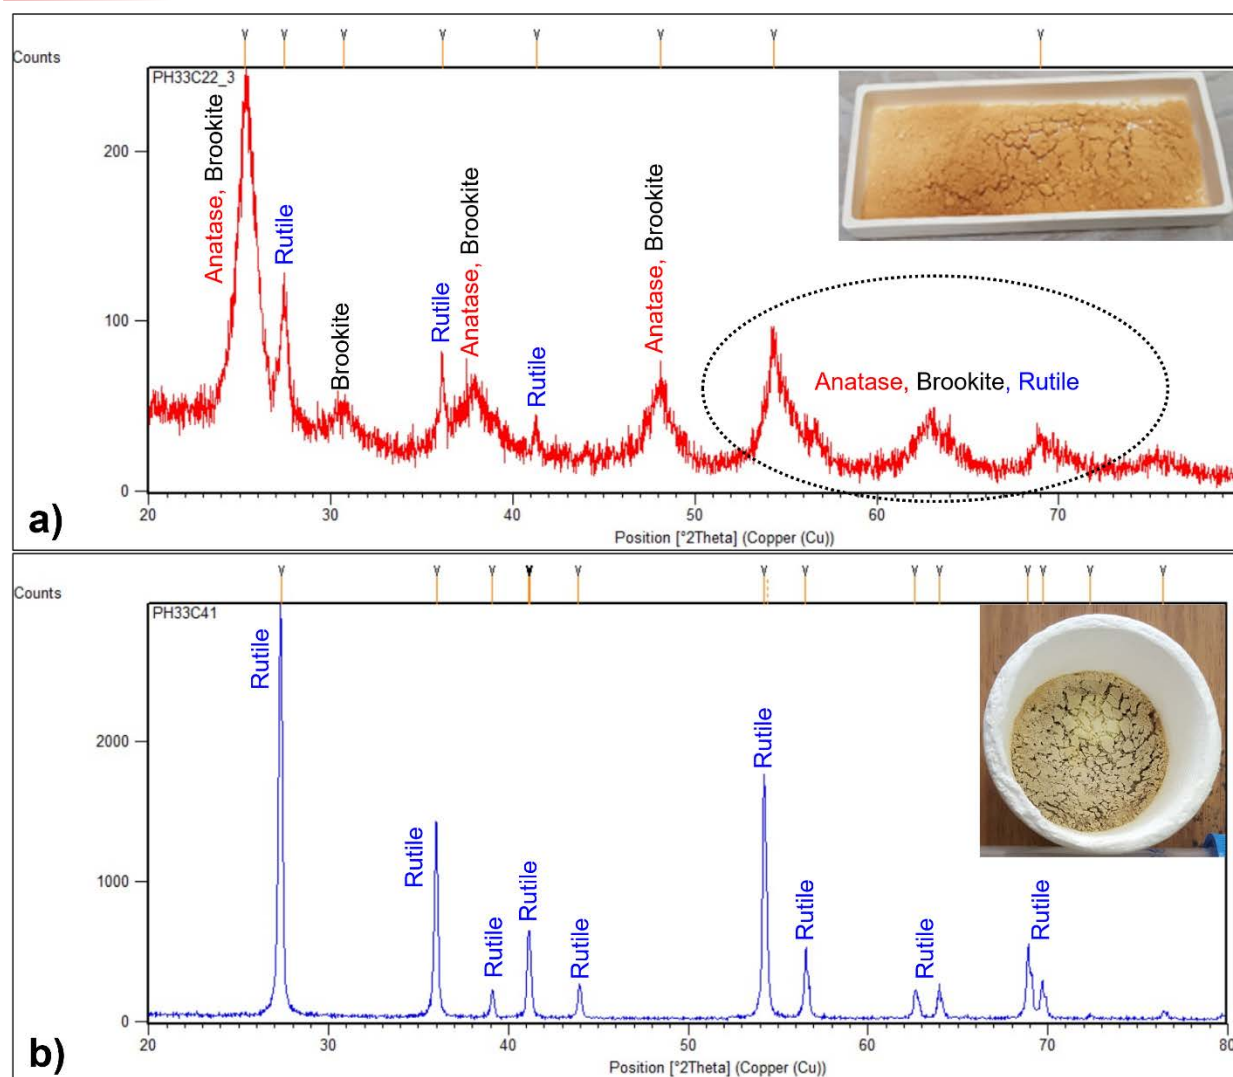 Counts
PH33C22_3
200
100
0
Anatase, Brookite
Rutile
Brookite
Rutile
Anatase, Brookite
Rutile
Anatase, Brookite
Anatase, Brookite, Rutile
20 30 40 50 60 70
Position [°2Theta] (Copper (Cu))
a)
Counts
PH33C41
2000
1000
0
Rutile
Rutile
Rutile
Rutile
Rutile
Rutile
Rutile
Rutile
Rutile
20 30 40 50 60 70 80
Position [°2Theta] (Copper (Cu))
b)